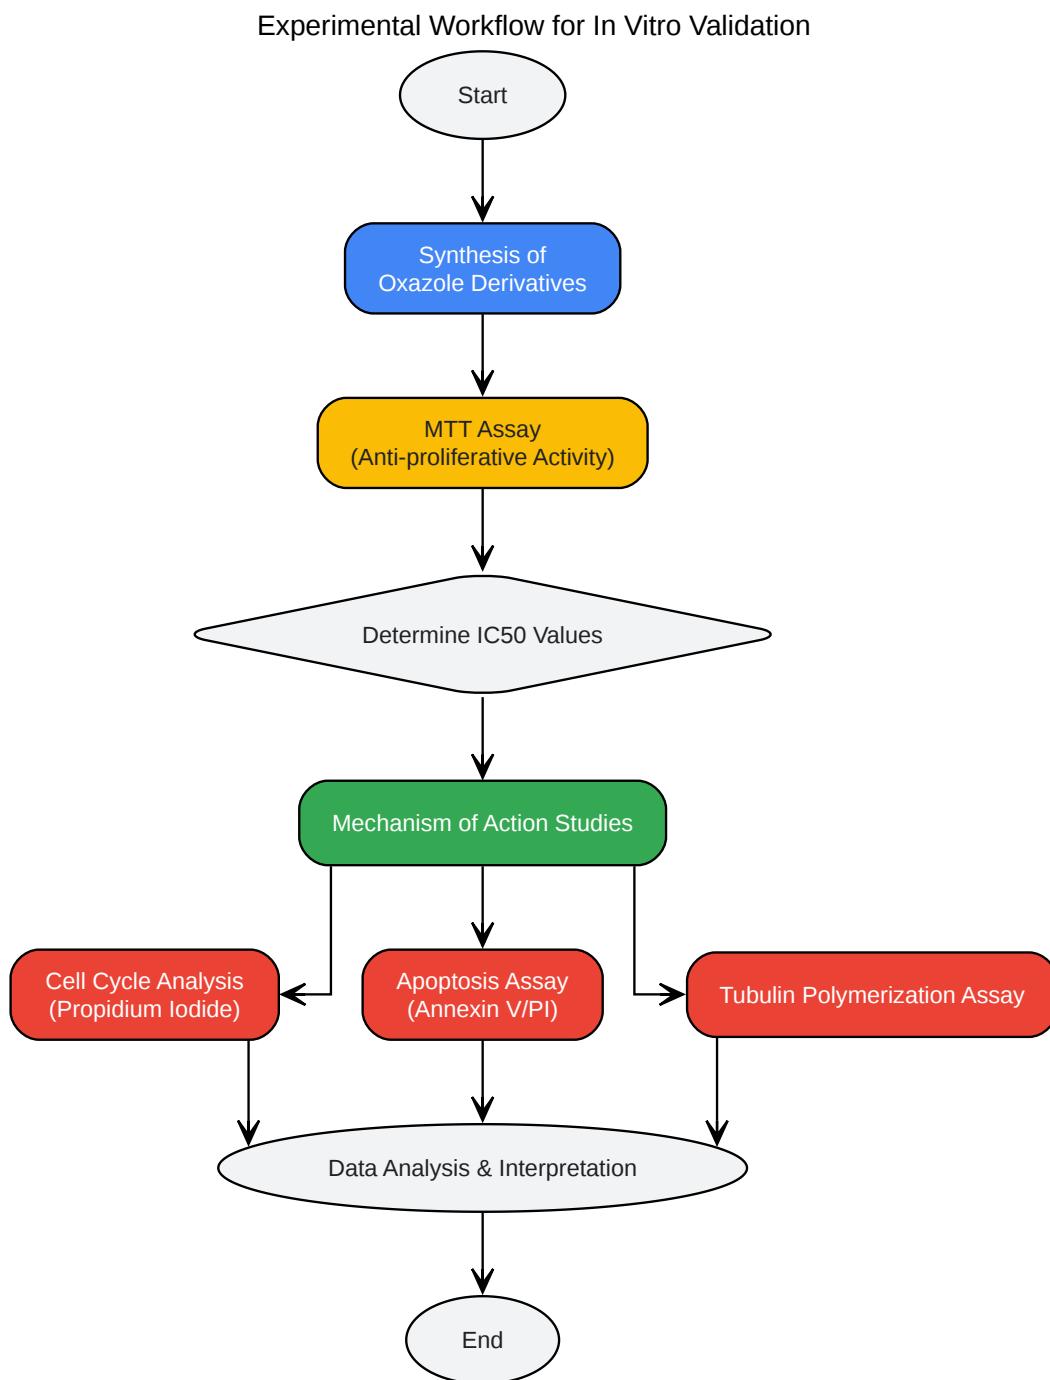 Experimental Workflow for In Vitro Validation
Start
Synthesis of
Oxazole Derivatives
MTT Assay
(Anti-proliferative Activity)
Determine IC50 Values
Mechanism of Action Studies
Cell Cycle Analysis
(Propidium Iodide)
Apoptosis Assay
(Annexin V/PI)
Tubulin Polymerization Assay
Data Analysis & Interpretation
End